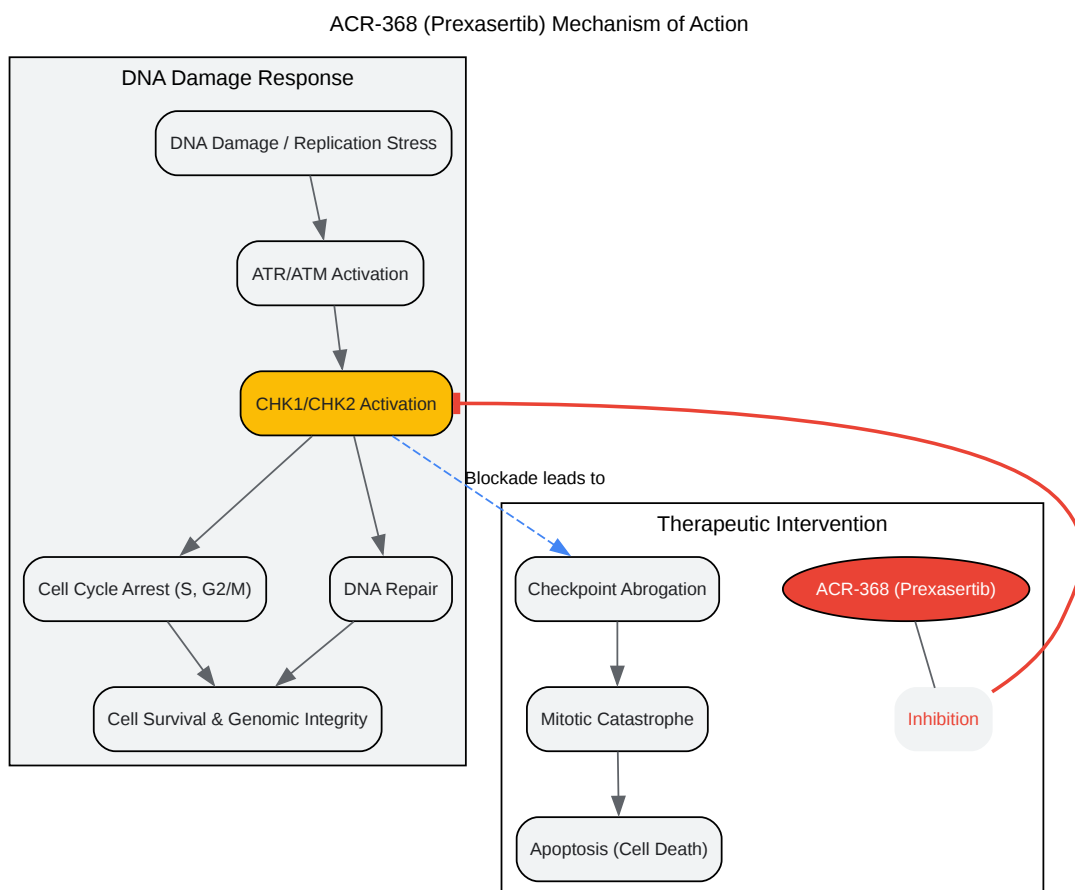 ACR-368 (Prexasertib) Mechanism of Action
DNA Damage Response
DNA Damage / Replication Stress
ATR/ATM Activation
CHK1/CHK2 Activation
Blockade leads to
Cell Cycle Arrest (S, G2/M)
DNA Repair
Cell Survival & Genomic Integrity
Therapeutic Intervention
Checkpoint Abrogation
ACR-368 (Prexasertib)
Mitotic Catastrophe
Inhibition
Apoptosis (Cell Death)